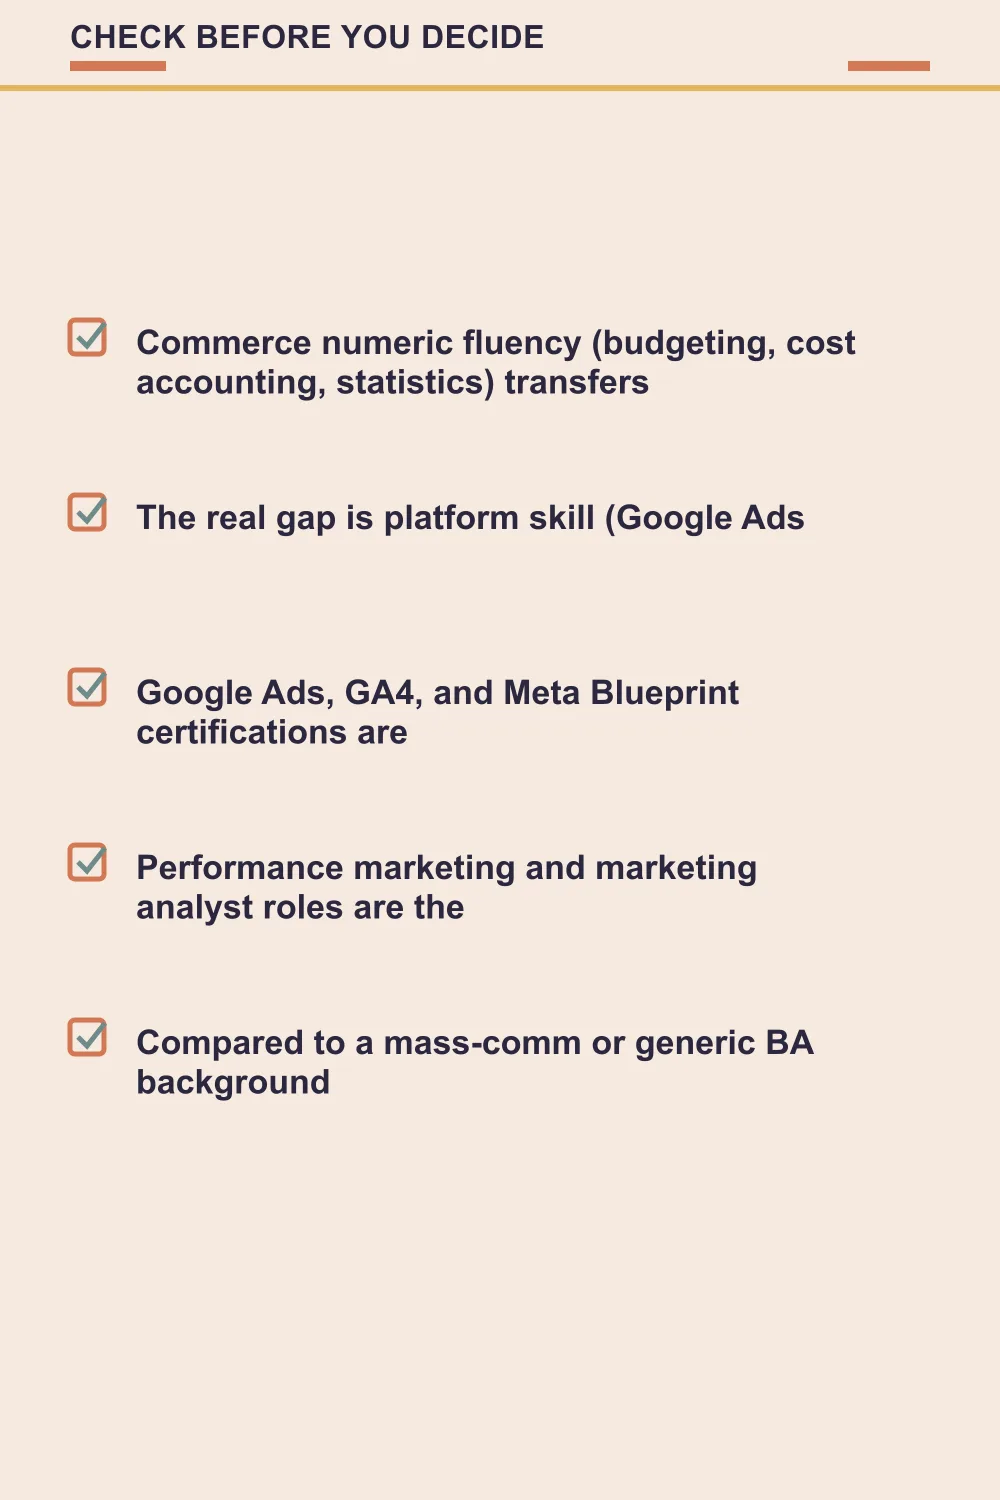 CHECK BEFORE YOU DECIDE
Commerce numeric fluency (budgeting, cost
accounting, statistics) transfers
The real gap is platform skill (Google Ads
Google Ads, GA4, and Meta Blueprint
certifications are
Performance marketing and marketing
analyst roles are the
Compared to a mass-comm or generic BA
background